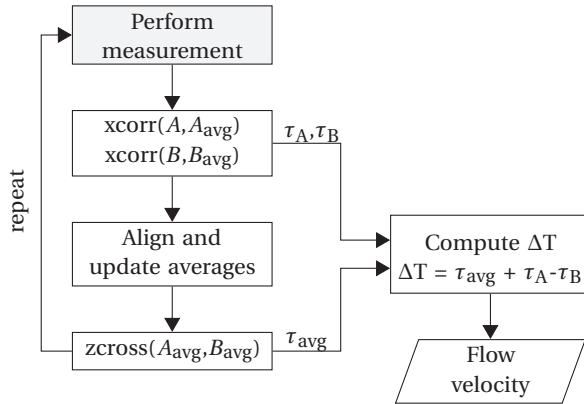 Perform
measurement
xcorr(A,A_avg)
xcorr(B,B_avg)
τ_A,τ_B
repeat
Align and
update averages
Compute ΔT
ΔT = τ_avg + τ_A-τ_B
zcross(A_avg,B_avg)
τ_avg
Flow
velocity